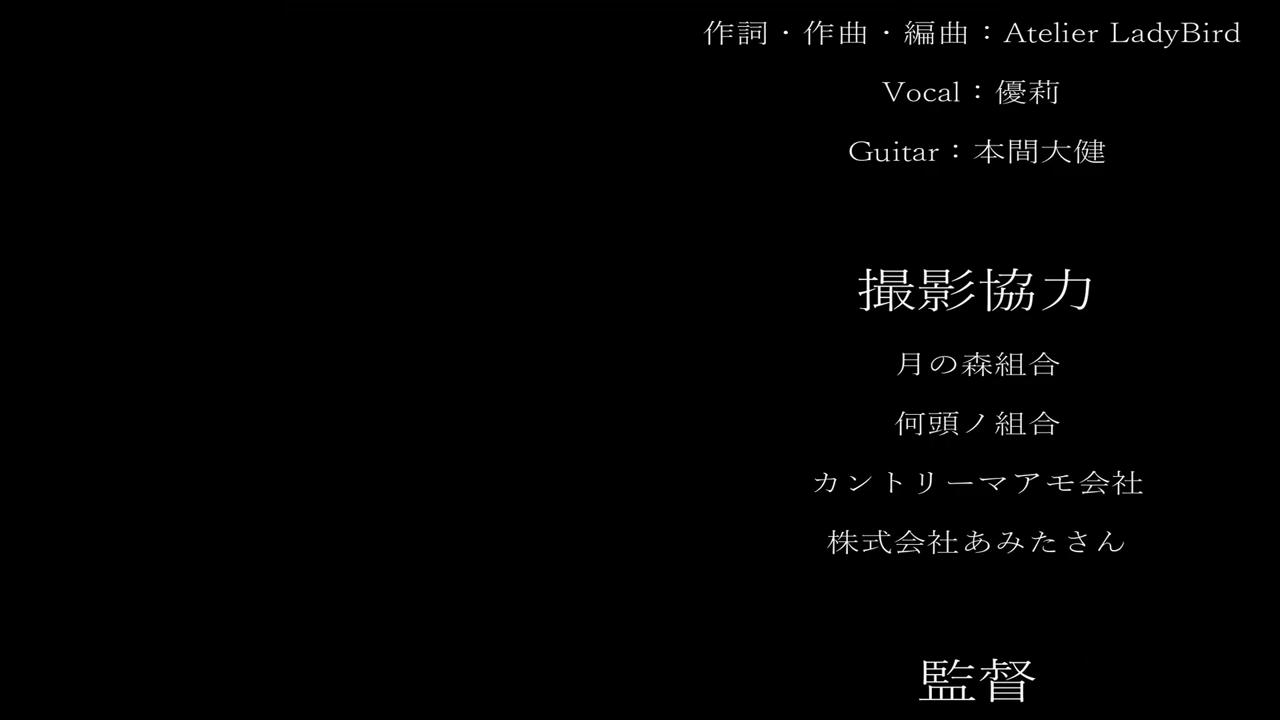 作詞・作曲・編曲：Atelier LadyBird
Vocal：優莉
Guitar：本間大健
撮影協力
月の森組合
何頭ノ組合
カントリーマアモ会社
株式会社あみたさん
監督